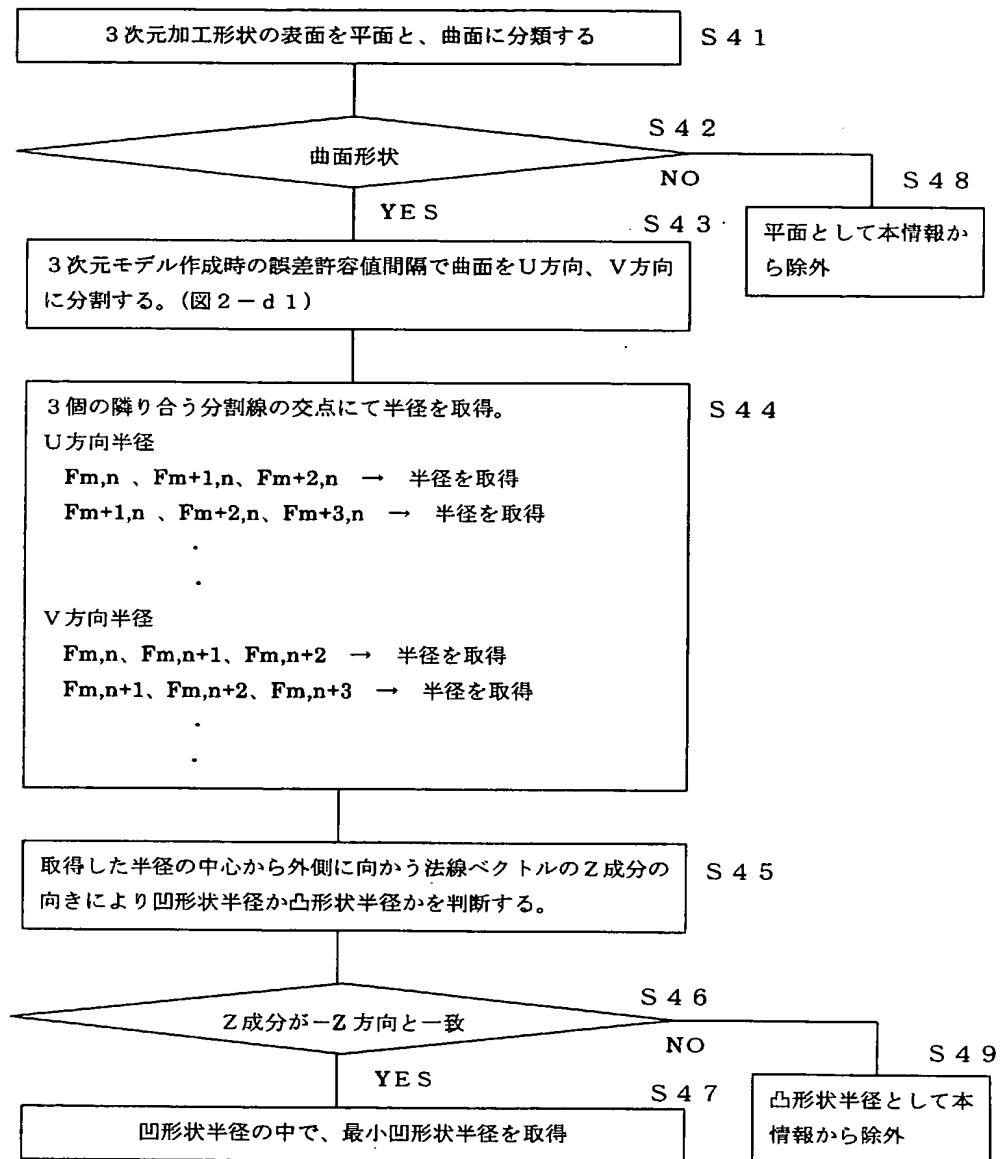 3次元加工形状の表面を平面と、曲面に分類する
S41
S42
曲面形状
NO
YES
S48
平面として本情報か
ら除外
S43
3次元モデル作成時の誤差許容値間隔で曲面をU方向、V方向
に分割する。(図2-d1)
3個の隣り合う分割線の交点にて半径を取得。
S44
U方向半径
Fm,n 、Fm+1,n、Fm+2,n → 半径を取得
Fm+1,n 、Fm+2,n、Fm+3,n → 半径を取得
・
・
V方向半径
Fm,n、Fm,n+1、Fm,n+2 → 半径を取得
Fm,n+1、Fm,n+2、Fm,n+3 → 半径を取得
・
・
取得した半径の中心から外側に向かう法線ベクトルのZ成分の
向きにより凹形状半径か凸形状半径かを判断する。
S45
S46
Z成分が-Z方向と一致
NO
YES
S49
凸形状半径として本
情報から除外
S47
凹形状半径の中で、最小凹形状半径を取得